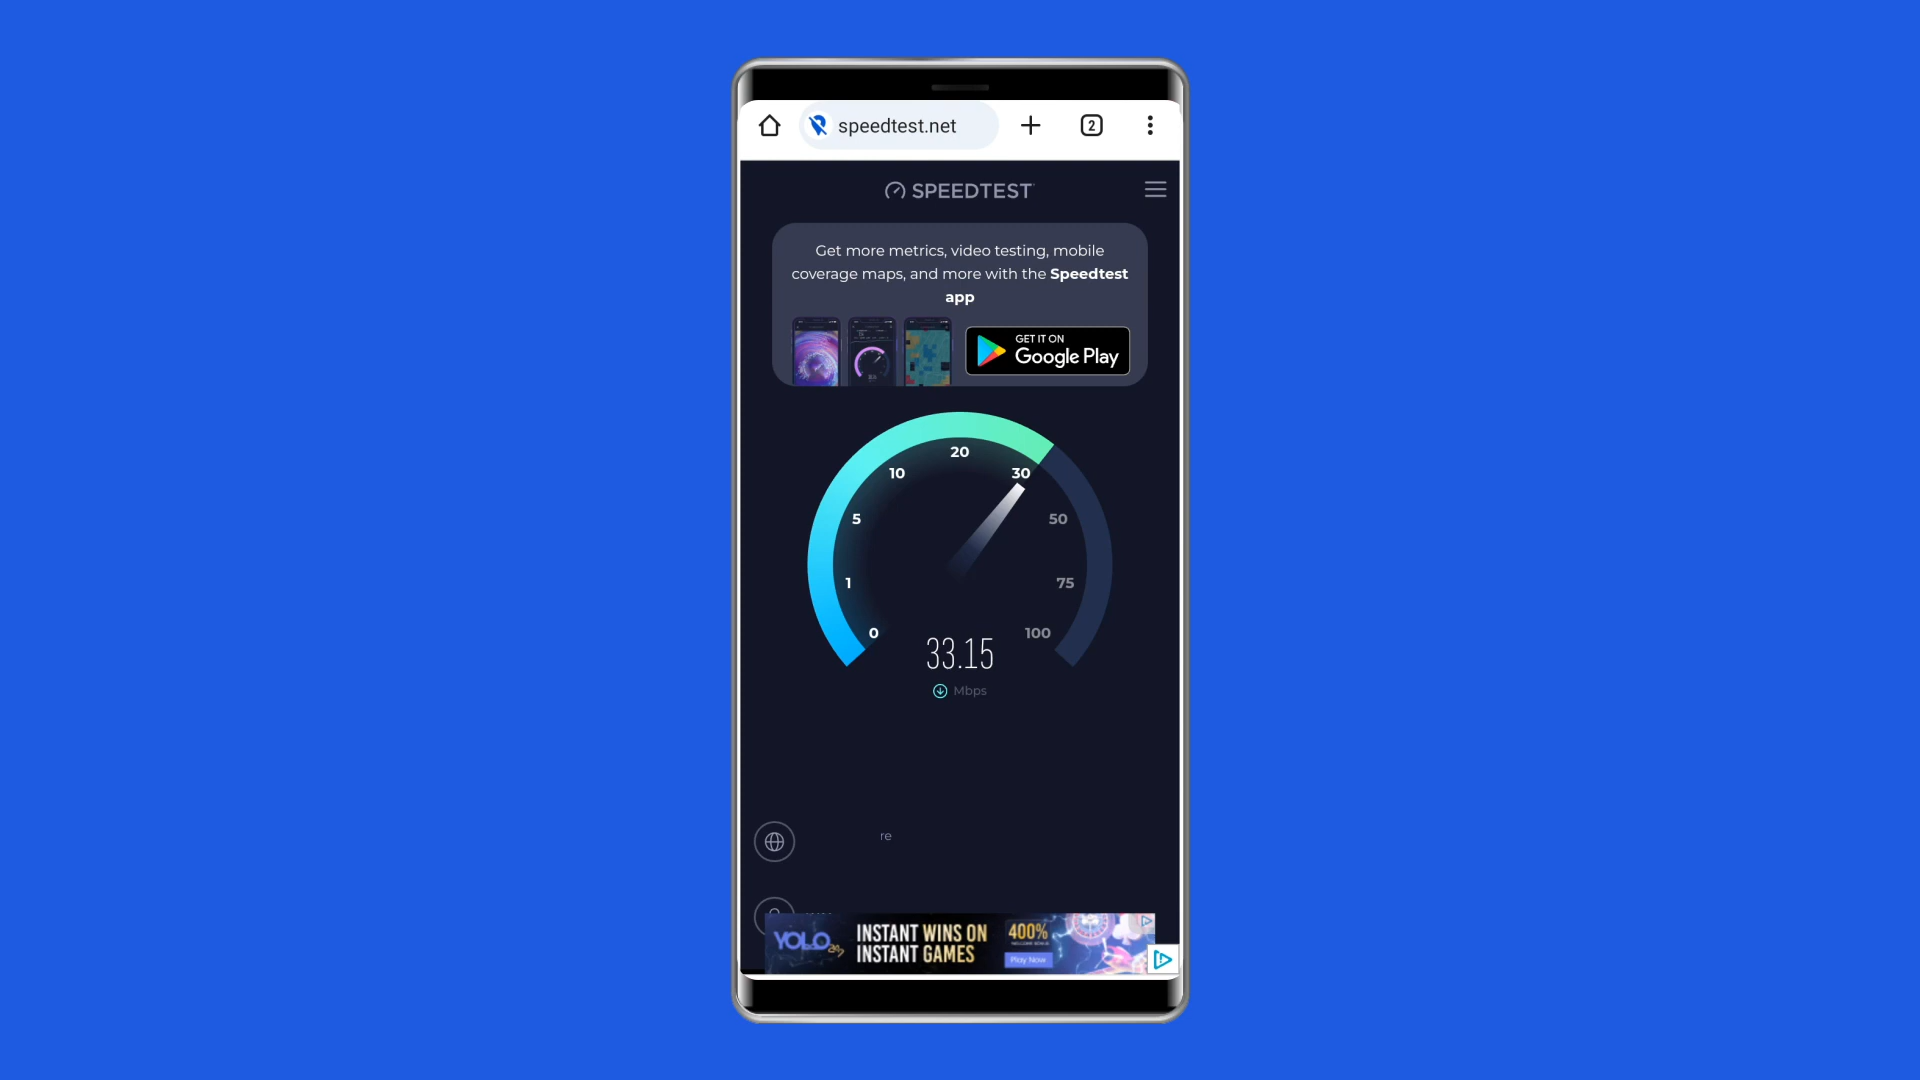 speedtest.net
2
SPEEDTEST
Get more metrics, video testing, mobile
coverage maps, and more with the Speedtest
app
GET IT ON
Google Play
20
10
30
5
50
1
75
0
100
33.15
Mbps
re
YOLO
INSTANT WINS ON
INSTANT GAMES
400%
Play Now